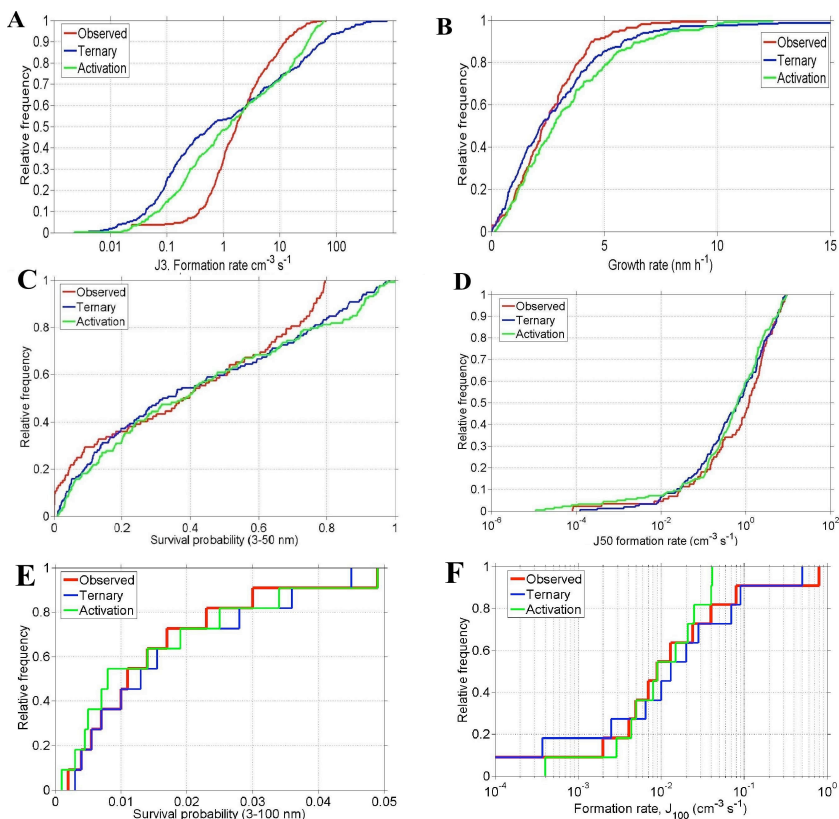 A
1
0.9
0.8
0.7
0.6
0.5
0.4
0.3
0.2
0.1
0
Relative frequency
Observed
Ternary
Activation
0.01
0.1
1
10
100
J3. Formation rate cm⁻³ s⁻¹
B
1
0.8
0.6
0.4
0.2
0
Relative frequency
Observed
Ternary
Activation
0
5
10
15
Growth rate (nm h⁻¹)
C
1
0.8
0.6
0.4
0.2
0
Relative frequency
Observed
Ternary
Activation
0
0.2
0.4
0.6
0.8
1
Survival probability (3-50 nm)
D
1
0.9
0.8
0.7
0.6
0.5
0.4
0.3
0.2
0.1
0
Relative frequency
Observed
Ternary
Activation
10⁻⁶
10⁻⁴
10⁻²
10⁰
10²
J50 formation rate (cm⁻³ s⁻¹)
E
1
0.8
0.6
0.4
0.2
0
Relative frequency
Observed
Ternary
Activation
0
0.01
0.02
0.03
0.04
0.05
Survival probability (3-100 nm)
F
1
0.8
0.6
0.4
0.2
0
Relative frequency
Observed
Ternary
Activation
10⁻⁴
10⁻³
10⁻²
10⁻¹
10⁰
Formation rate, J₁₀₀ (cm⁻³ s⁻¹)